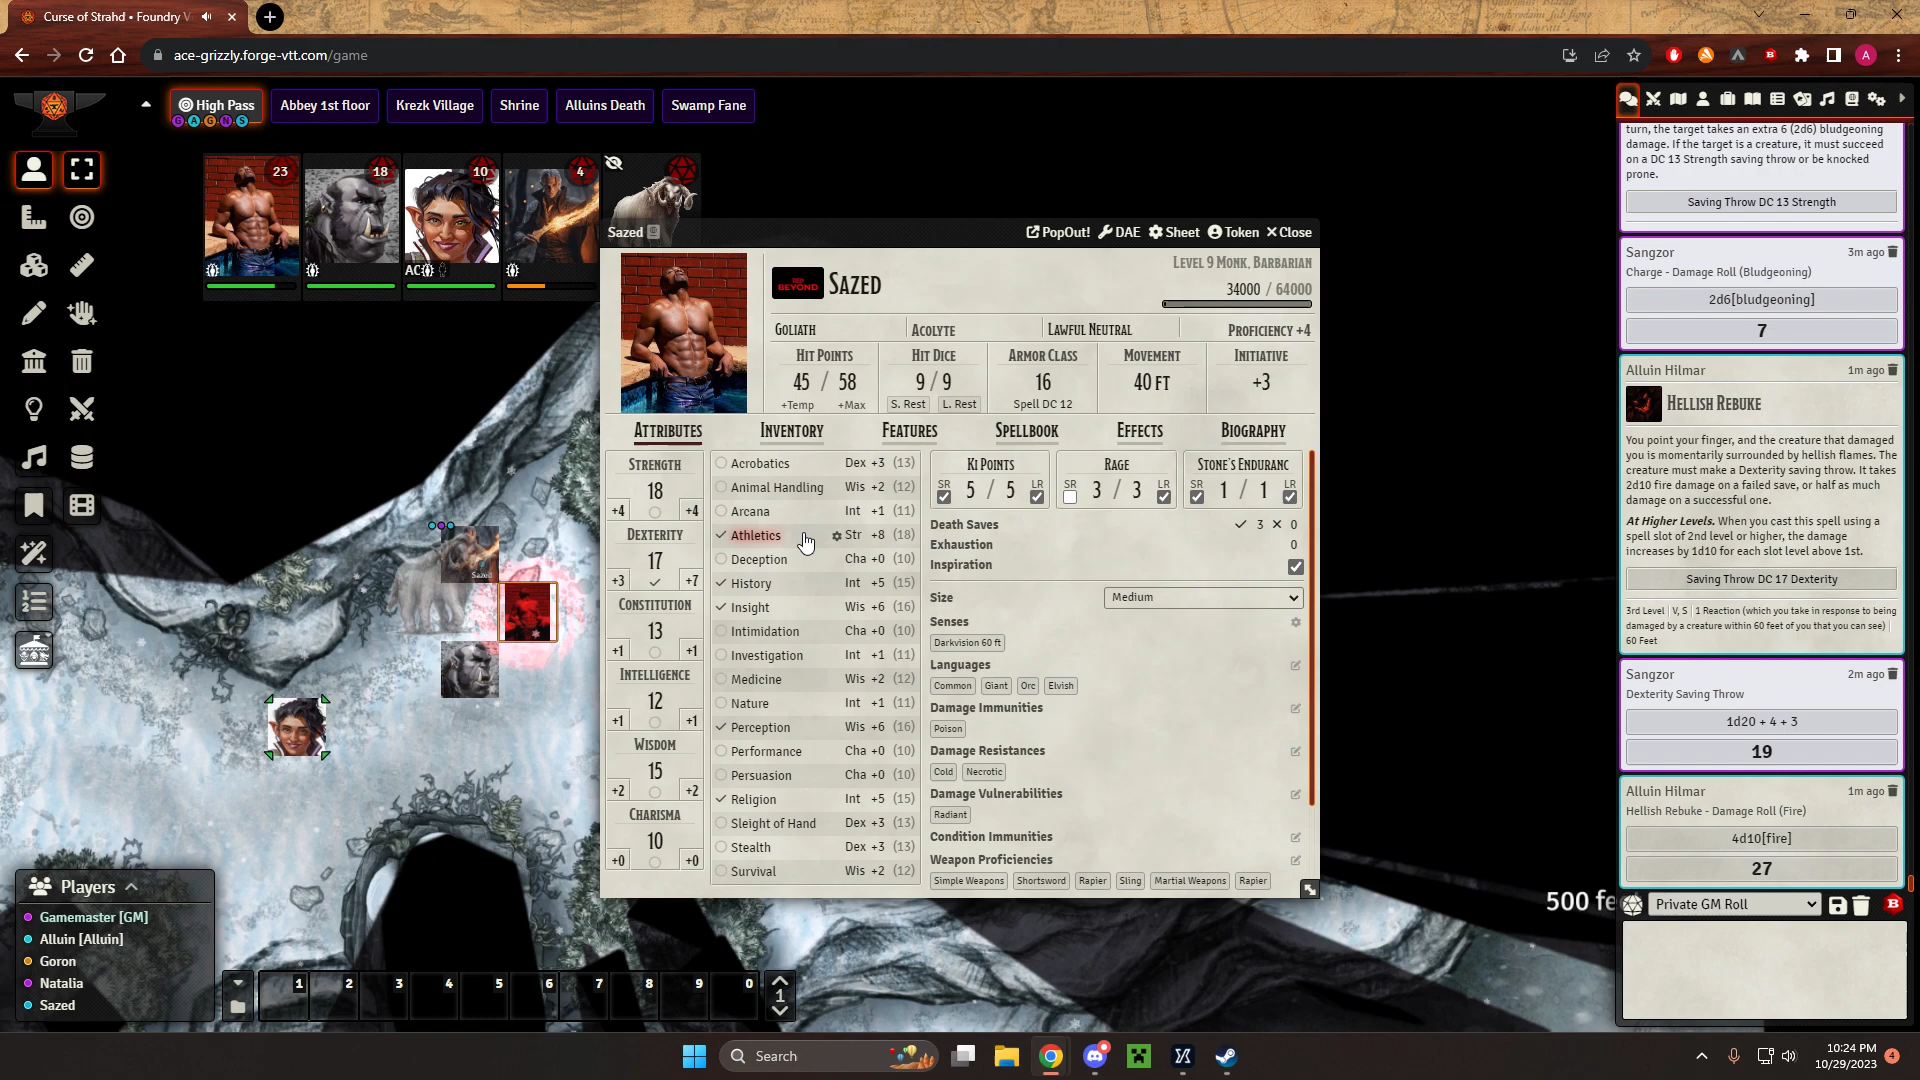 Curse of Strahd • Foundry V
ace-grizzly.forge-vtt.com/game
High Pass
G A G N S
Abbey 1st floor
Krezk Village
Shrine
Alluins Death
Swamp Fane
23
18
10
4
AC
Sazed
PopOut!
DAE
Sheet
Token
Close
BEYOND
Sazed
Level 9 Monk, Barbarian
34000 / 64000
Goliath
Acolyte
Lawful Neutral
Proficiency +4
Hit Points
Hit Dice
Armor Class
Movement
Initiative
45 / 58
9 / 9
16
40 ft
+3
+Temp +Max
S. Rest L. Rest
Spell DC 12
Attributes
Inventory
Features
Spellbook
Effects
Biography
Strength
18
+4 +4
Dexterity
17
+3 +7
Constitution
13
+1 +1
Intelligence
12
+1 +1
Wisdom
15
+2 +2
Charisma
10
+0 +0
Acrobatics Dex +3 (13)
Animal Handling Wis +2 (12)
Arcana Int +1 (11)
Athletics Str +8 (18)
Deception Cha +0 (10)
History Int +5 (15)
Insight Wis +6 (16)
Intimidation Cha +0 (10)
Investigation Int +1 (11)
Medicine Wis +2 (12)
Nature Int +1 (11)
Perception Wis +6 (16)
Performance Cha +0 (10)
Persuasion Cha +0 (10)
Religion Int +5 (15)
Sleight of Hand Dex +3 (13)
Stealth Dex +3 (13)
Survival Wis +2 (12)
Ki Points
SR 5 / 5 LR
Rage
SR 3 / 3 LR
Stone's Enduranc
SR 1 / 1 LR
Death Saves 3 0
Exhaustion 0
Inspiration
Size Medium
Senses
Darkvision 60 ft
Languages
Common Giant Orc Elvish
Damage Immunities
Poison
Damage Resistances
Cold Necrotic
Damage Vulnerabilities
Radiant
Condition Immunities
Weapon Proficiencies
Simple Weapons Shortsword Rapier Sling Martial Weapons Rapier
Sazed
500 fe
Players
Gamemaster [GM]
Alluin [Alluin]
Goron
Natalia
Sazed
1 2 3 4 5 6 7 8 9 0
1
turn, the target takes an extra 6 (2d6) bludgeoning
damage. If the target is a creature, it must succeed
on a DC 13 Strength saving throw or be knocked
prone.
Saving Throw DC 13 Strength
Sangzor 3m ago
Charge - Damage Roll (Bludgeoning)
2d6[bludgeoning]
7
Alluin Hilmar 1m ago
Hellish Rebuke
You point your finger, and the creature that damaged
you is momentarily surrounded by hellish flames. The
creature must make a Dexterity saving throw. It takes
2d10 fire damage on a failed save, or half as much
damage on a successful one.
At Higher Levels. When you cast this spell using a
spell slot of 2nd level or higher, the damage
increases by 1d10 for each slot level above 1st.
Saving Throw DC 17 Dexterity
3rd Level | V, S | 1 Reaction (which you take in response to being
damaged by a creature within 60 feet of you that you can see) |
60 Feet
Sangzor 2m ago
Dexterity Saving Throw
1d20 + 4 + 3
19
Alluin Hilmar 1m ago
Hellish Rebuke - Damage Roll (Fire)
4d10[fire]
27
Private GM Roll
B
Search
10:24 PM
10/29/2023
4